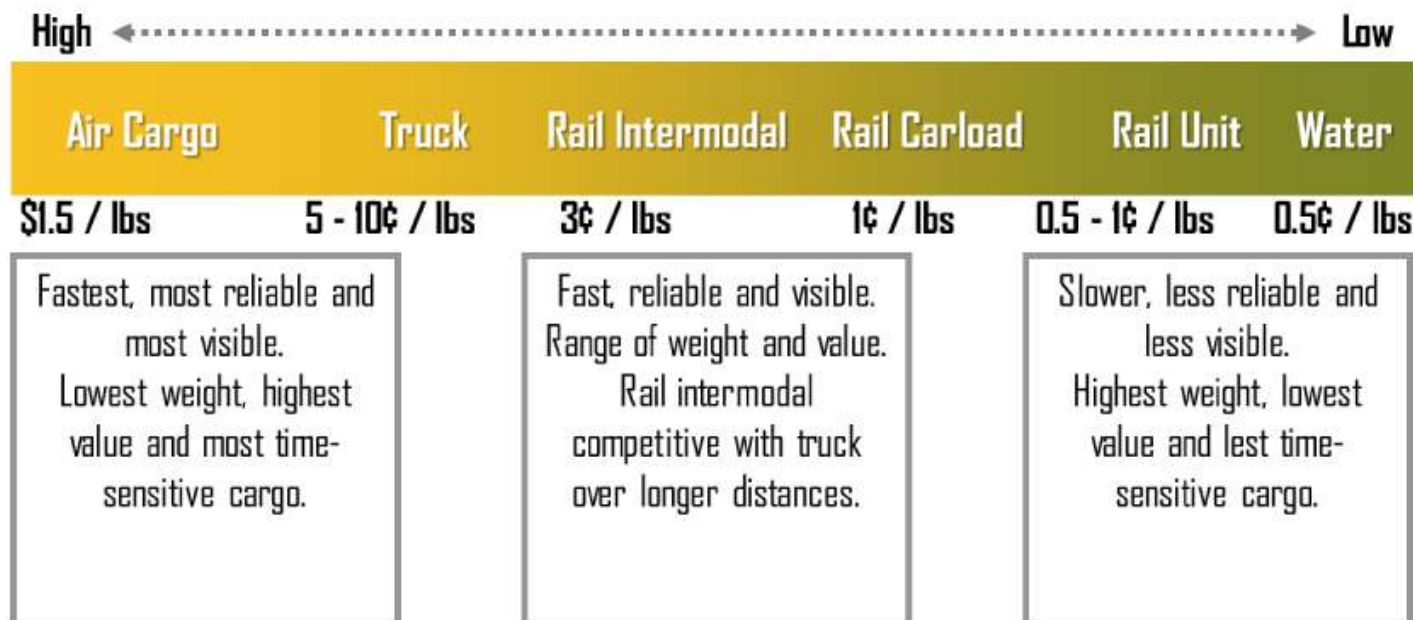 High Low
Air Cargo Truck Rail Intermodal Rail Carload Rail Unit Water
$1.5 / lbs 5 - 10¢ / lbs 3¢ / lbs 1¢ / lbs 0.5 - 1¢ / lbs 0.5¢ / lbs
Fastest, most reliable and
most visible.
Lowest weight, highest
value and most time-
sensitive cargo.
Fast, reliable and visible.
Range of weight and value.
Rail intermodal
competitive with truck
over longer distances.
Slower, less reliable and
less visible.
Highest weight, lowest
value and lest time-
sensitive cargo.